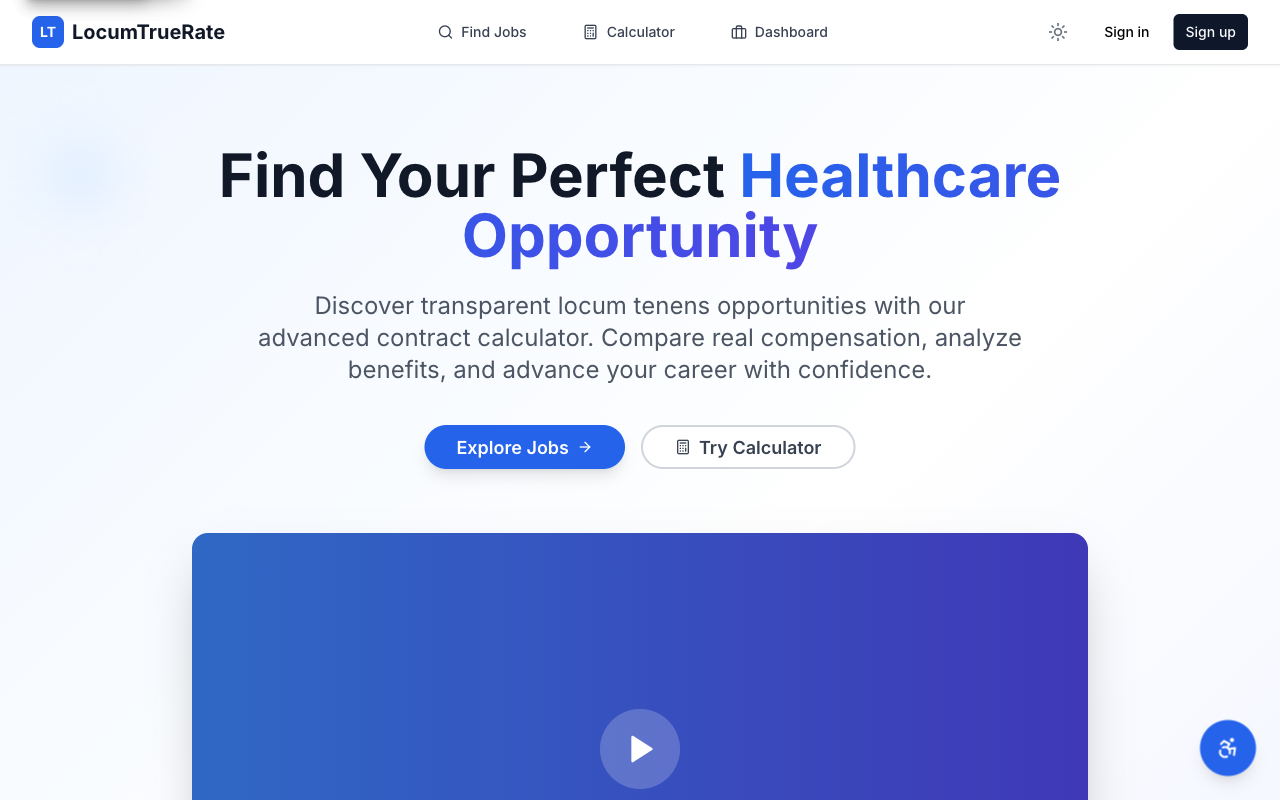 LT LocumTrueRate
Find Jobs
Calculator
Dashboard
Sign in
Sign up
Find Your Perfect Healthcare
Opportunity
Discover transparent locum tenens opportunities with our
advanced contract calculator. Compare real compensation, analyze
benefits, and advance your career with confidence.
Explore Jobs
Try Calculator